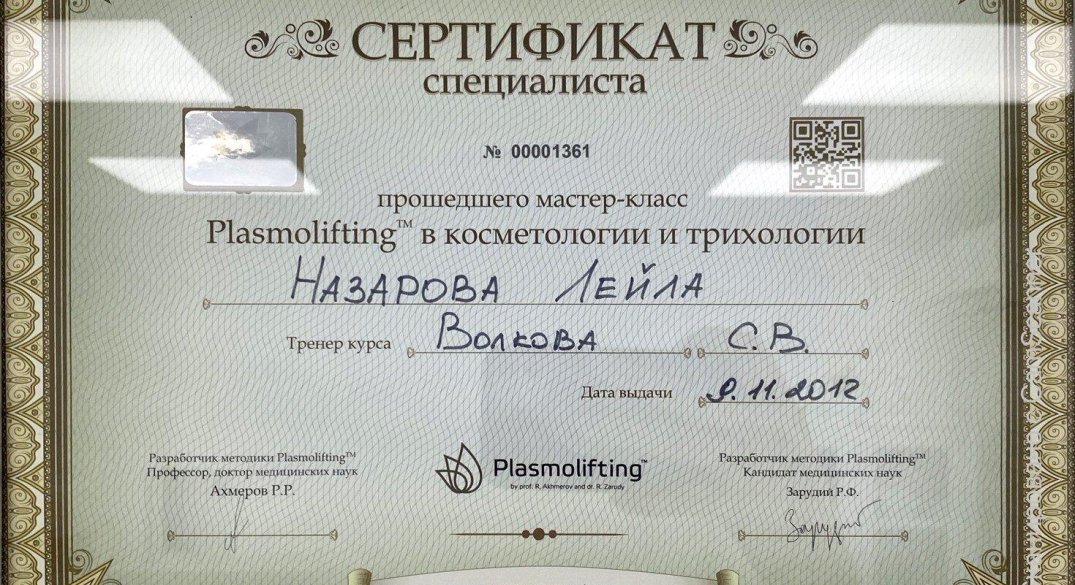 СЕРТИФИКАТ
специалиста
№ 00001361
прошедшего мастер-класс
Plasmolifting™ в косметологии и трихологии
НАЗАРОВА ЛЕЙЛА
Тренер курса ВОЛКОВА С.В.
Дата выдачи 9.11.2012
Разработчик методики Plasmolifting™
Профессор, доктор медицинских наук
Ахмеров Р.Р.
Plasmolifting™
by prof. R. Akhmerov and dr. R. Zarudy
Разработчик методики Plasmolifting™
Кандидат медицинских наук
Зарудий Р.Ф.